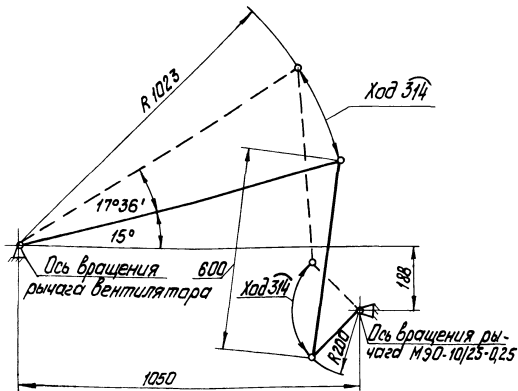 R 1023
Ход 314
17°36'
15°
Ось вращения
рычага вентилятора
600
Ход 314
188
R200
Ось вращения ры-
чага МЭО-10/25-0,25
1050